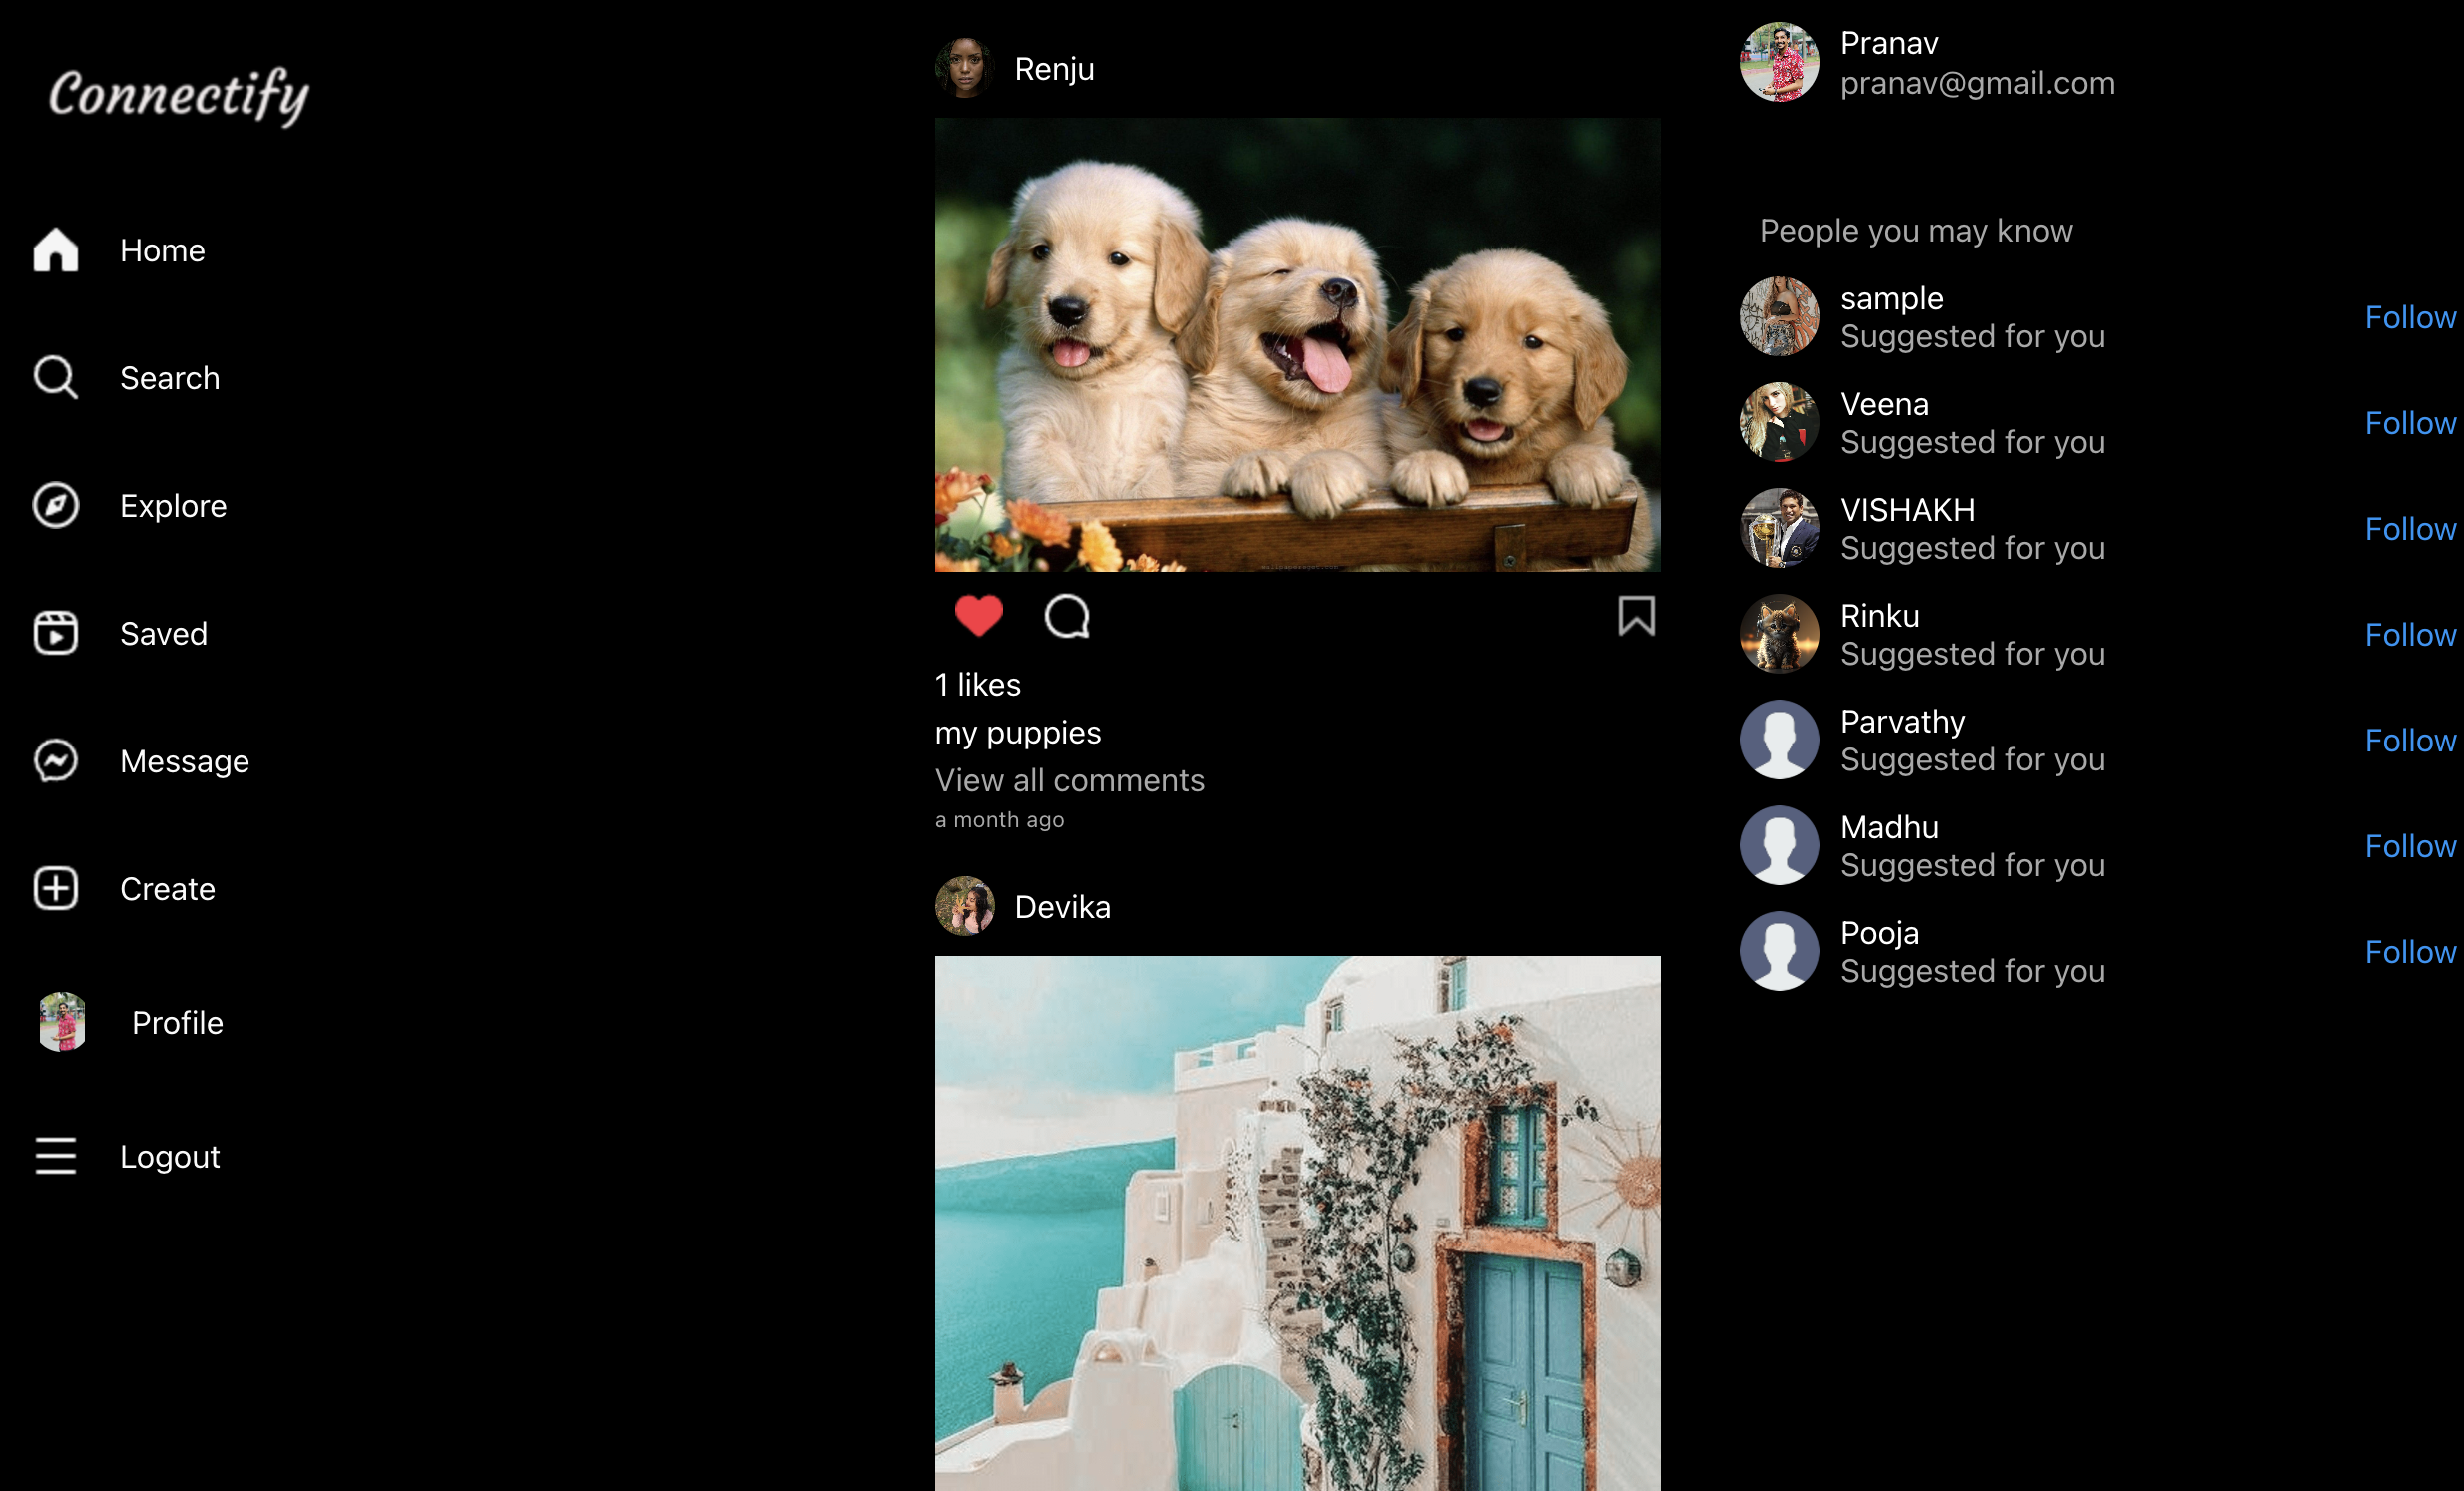 Connectify
Home
Search
Explore
Saved
Message
Create
Profile
Logout
Renju
1 likes
my puppies
View all comments
a month ago
Devika
Pranav
pranav@gmail.com
People you may know
sample
Suggested for you
Follow
Veena
Suggested for you
Follow
VISHAKH
Suggested for you
Follow
Rinku
Suggested for you
Follow
Parvathy
Suggested for you
Follow
Madhu
Suggested for you
Follow
Pooja
Suggested for you
Follow